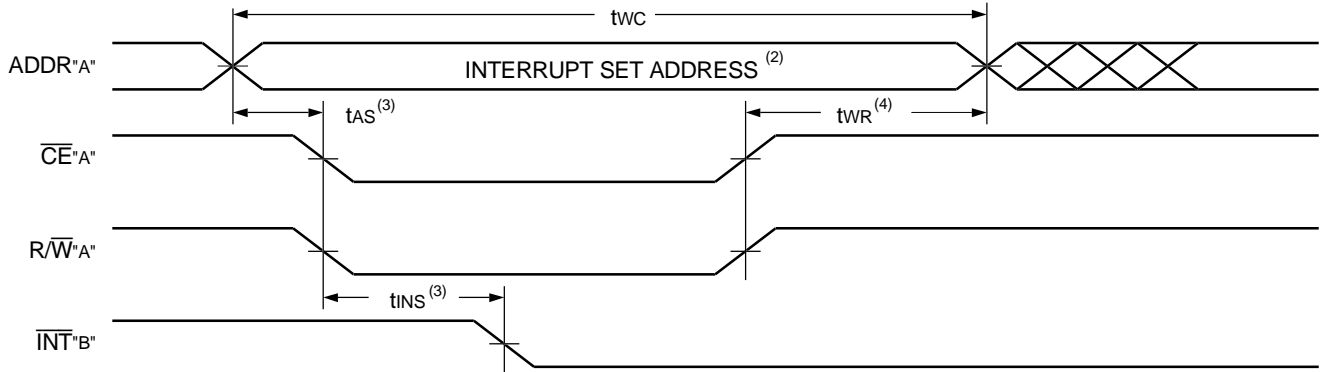 tWC
ADDR"A"
INTERRUPT SET ADDRESS (2)
tAS(3)
tWR(4)
CE"A"
R/W"A"
tINS(3)
INT"B"